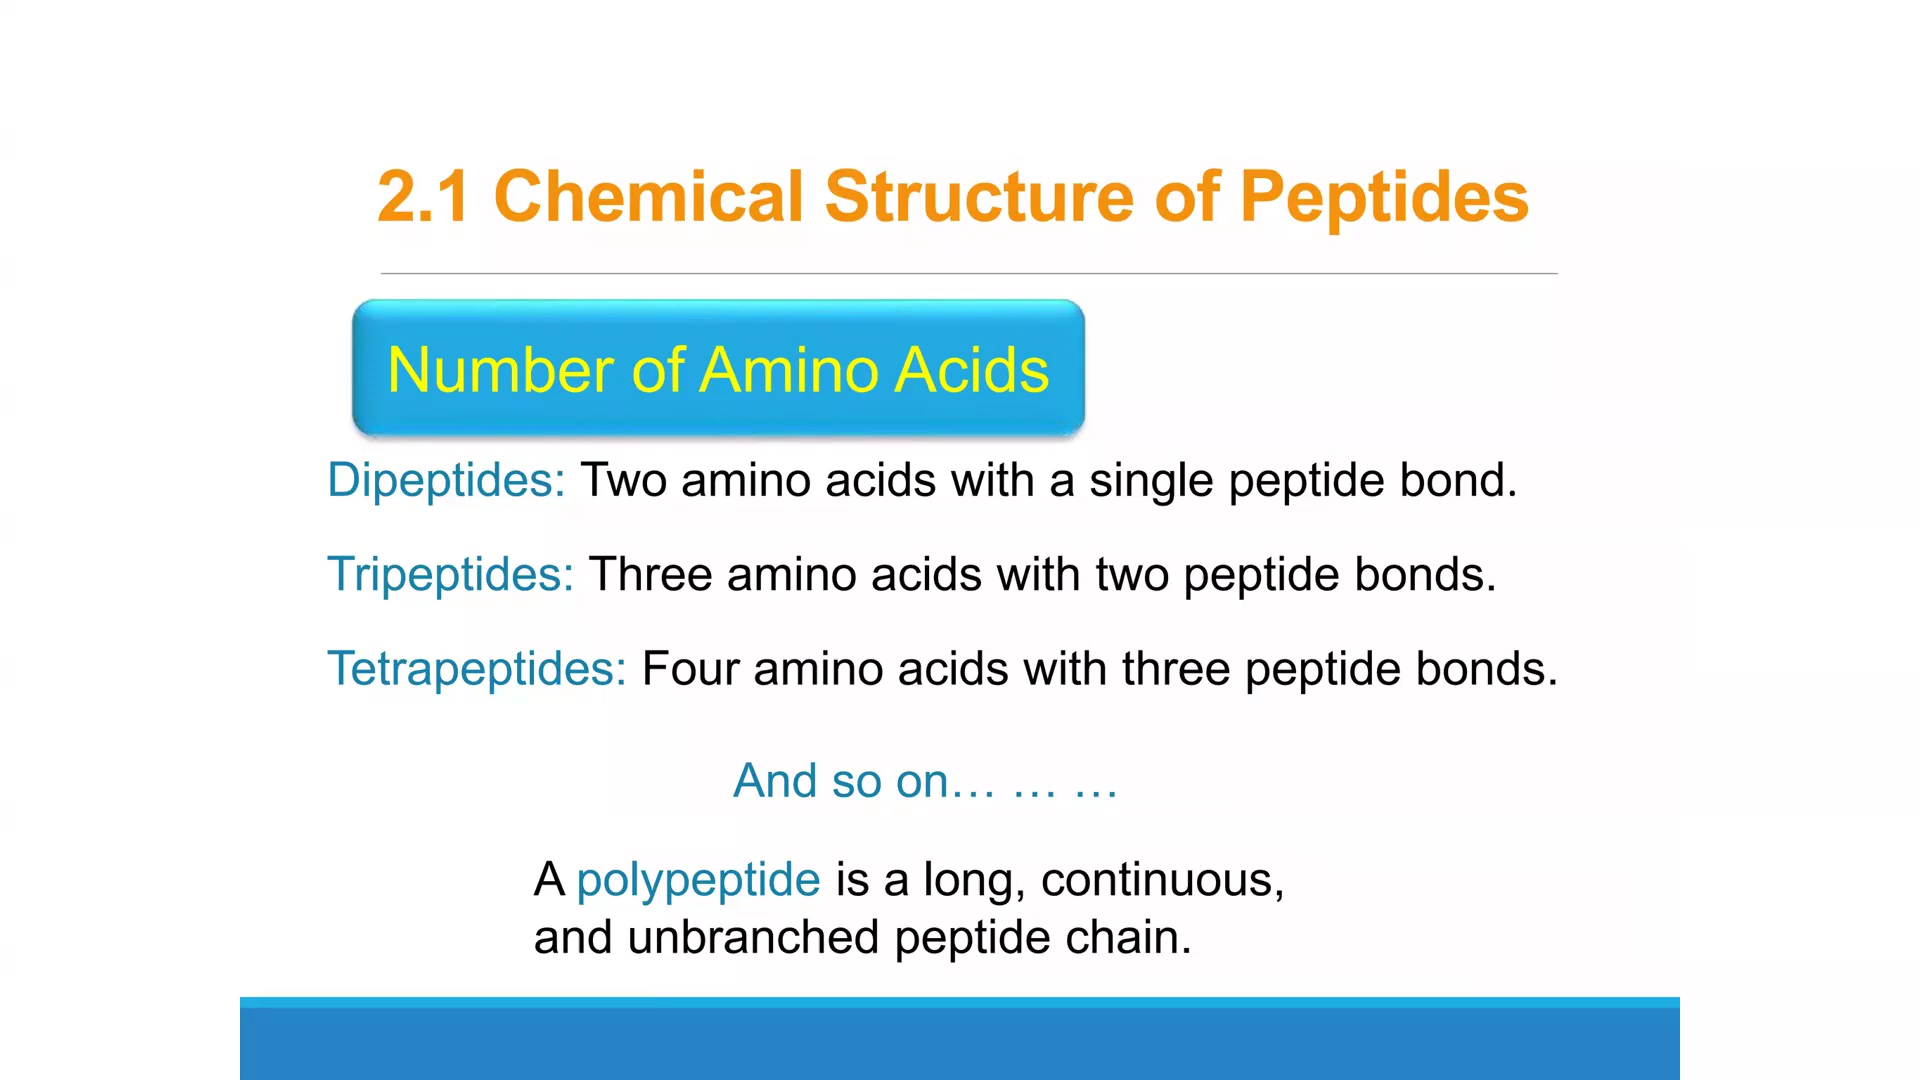 2.1 Chemical Structure of Peptides
Number of Amino Acids
Dipeptides: Two amino acids with a single peptide bond.
Tripeptides: Three amino acids with two peptide bonds.
Tetrapeptides: Four amino acids with three peptide bonds.
And so on… … …
A polypeptide is a long, continuous,
and unbranched peptide chain.